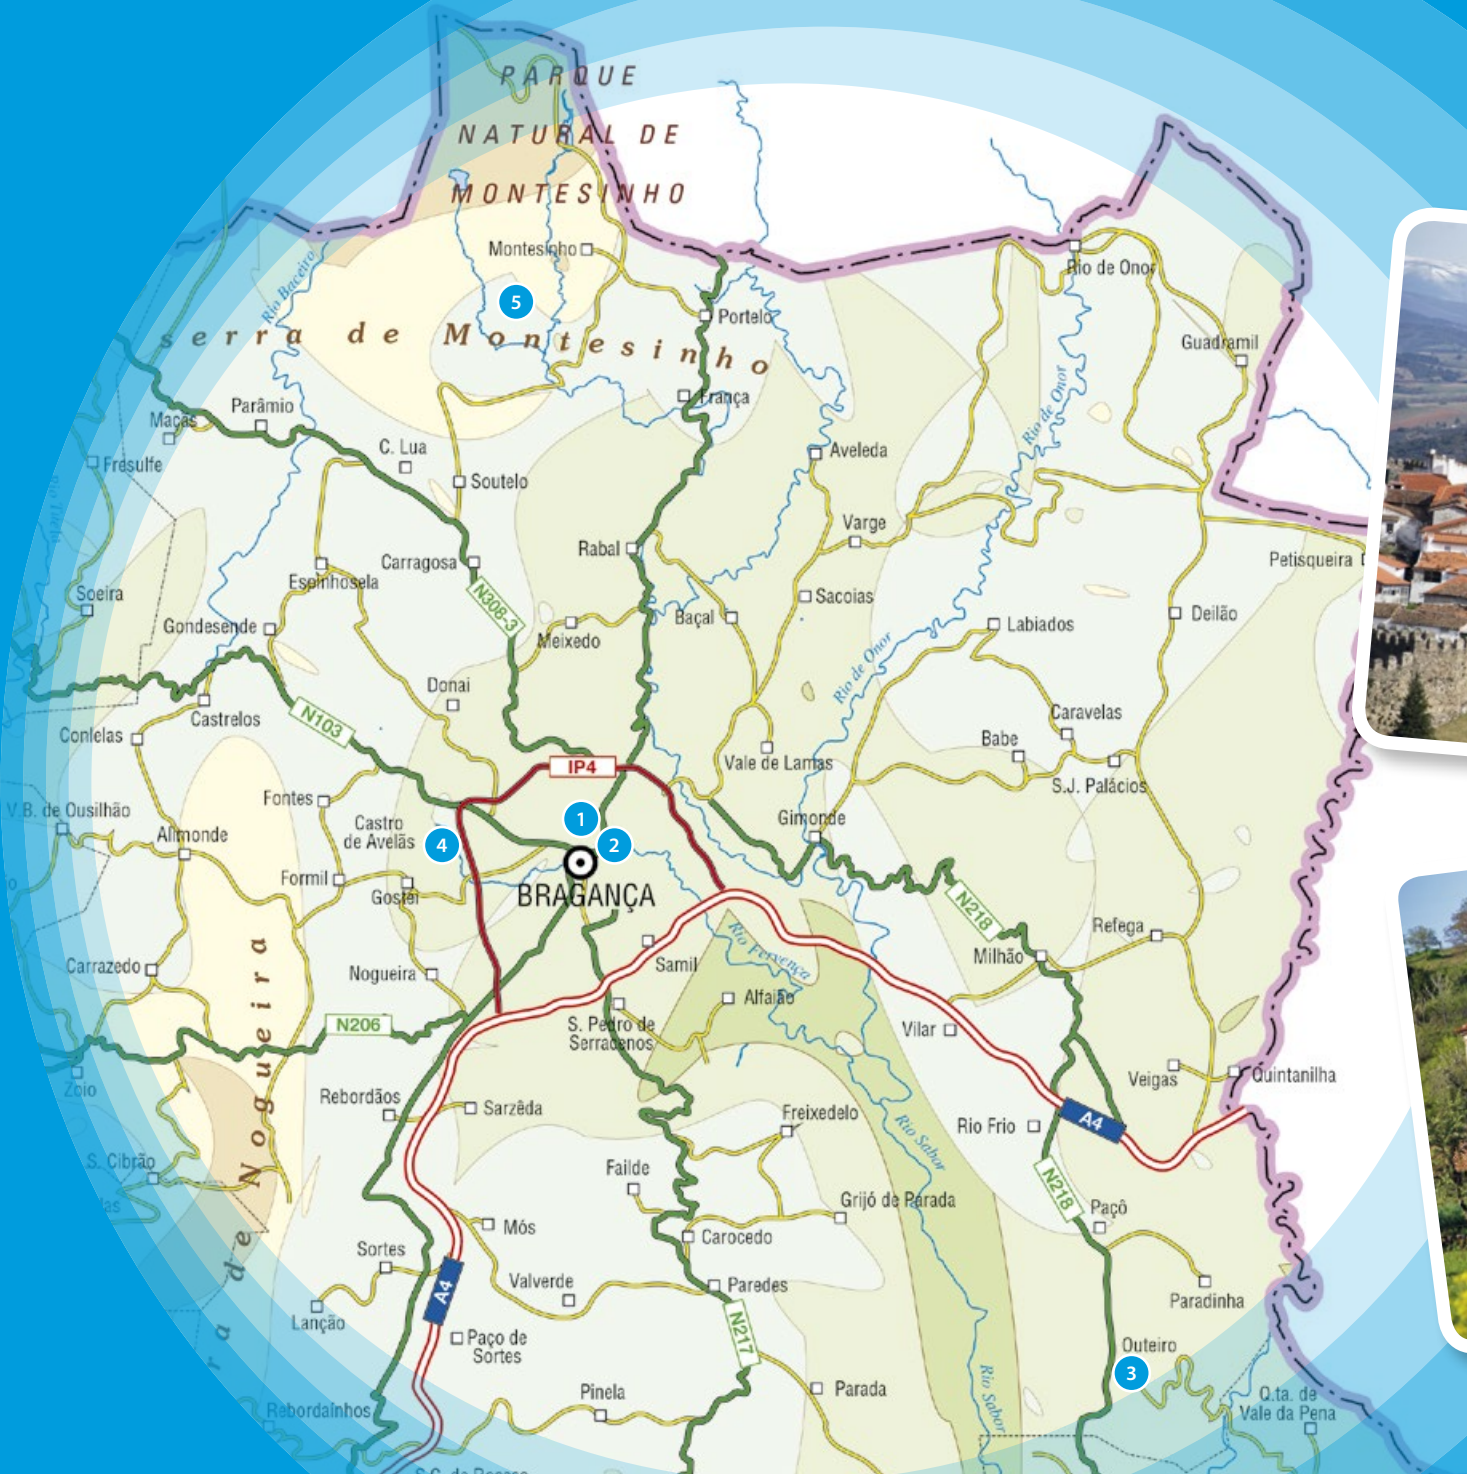 PARQUE
NATURAL DE
MONTESINHO
Montesinho
5
Rio Baceiro
serra de Montesinho
Portelo
França
Rio de Onor
Guadramil
Rio de Onor
Maçãs
Parâmio
Fresulfe
C. Lua
Soutelo
Aveleda
Varge
Rabal
Carragosa
Espinhosela
N308-3
Petisqueira
Soeira
Gondesende
Meixedo
Baçal
Sacoias
Labiados
Deilão
Rio de Onor
Donai
Castrelos
N103
Conlelas
Caravelas
Babe
Vale de Lamas
S.J. Palácios
IP4
Fontes
V.B. de Ousilhão
Alimonde
Castro
de Avelãs
4
1
2
Gimonde
Formil
Gostei
BRAGANÇA
N218
Refega
Milhão
Carrazedo
Nogueira
Samil
Rio Fervença
Alfaião
N206
S. Pedro de
Serracenos
Vilar
Zoio
Veigas
Quintanilha
Rebordãos
Sarzêda
Freixedelo
Rio Sabor
Rio Frio
A4
S. Cibrão
Failde
Grijó de Parada
N218
Paçô
Mós
Carocedo
Sortes
A4
Valverde
Paredes
Paradinha
Lanção
Paço de
Sortes
N217
Outeiro
3
Pinela
Parada
Rio Sabor
Q.ta. de
Vale da Pena
Rebordainhos
ra de Nogueira